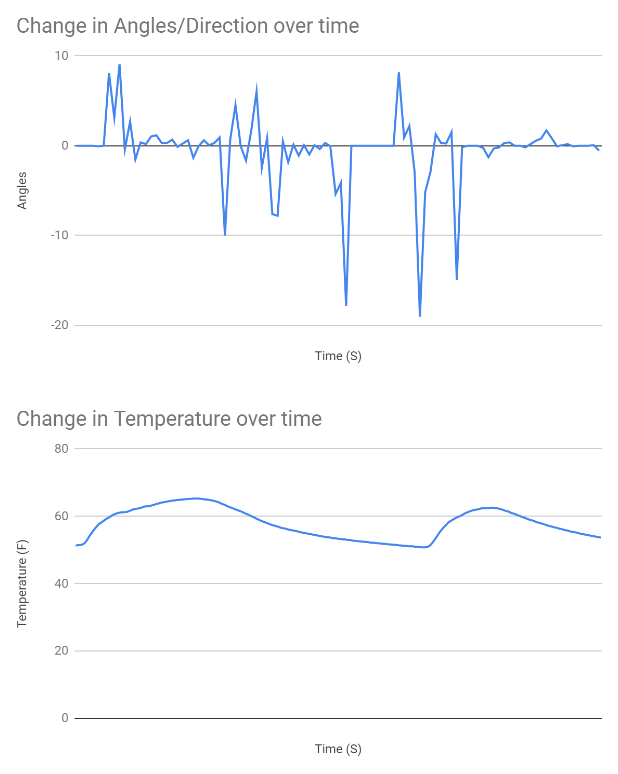 Change in Angles/Direction over time
10
0
-10
-20
Angles
Time (S)
Change in Temperature over time
80
60
40
20
0
Temperature (F)
Time (S)